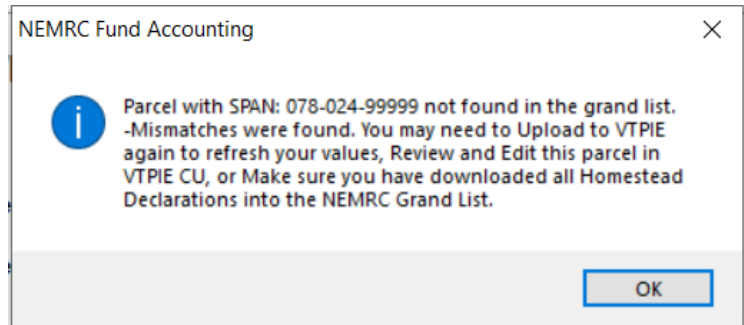 NEMRC Fund Accounting
Parcel with SPAN: 078-024-99999 not found in the grand list.
-Mismatches were found. You may need to Upload to VTPIE
again to refresh your values, Review and Edit this parcel in
VTPIE CU, or Make sure you have downloaded all Homestead
Declarations into the NEMRC Grand List.
OK